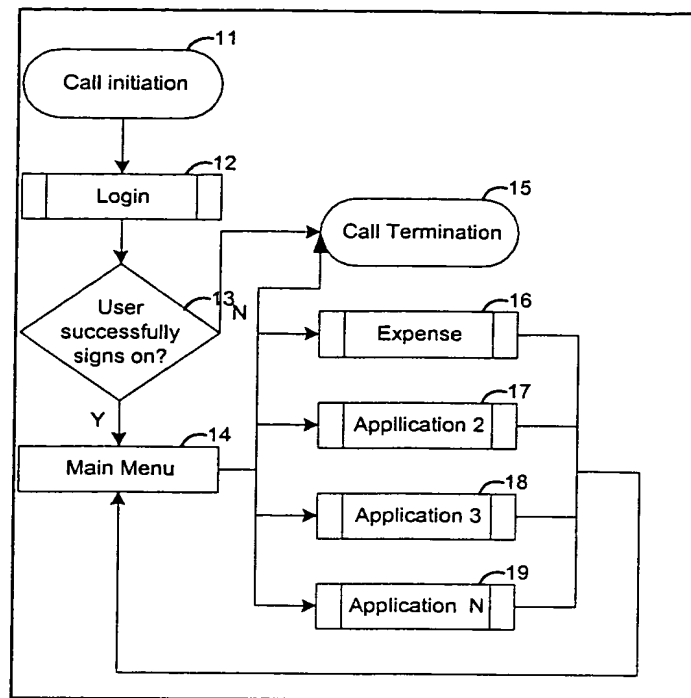 11
Call initiation
12
Login
15
Call Termination
13
User
successfully
signs on?
N
16
Expense
17
Appllication 2
Y
14
Main Menu
18
Application 3
19
Application N